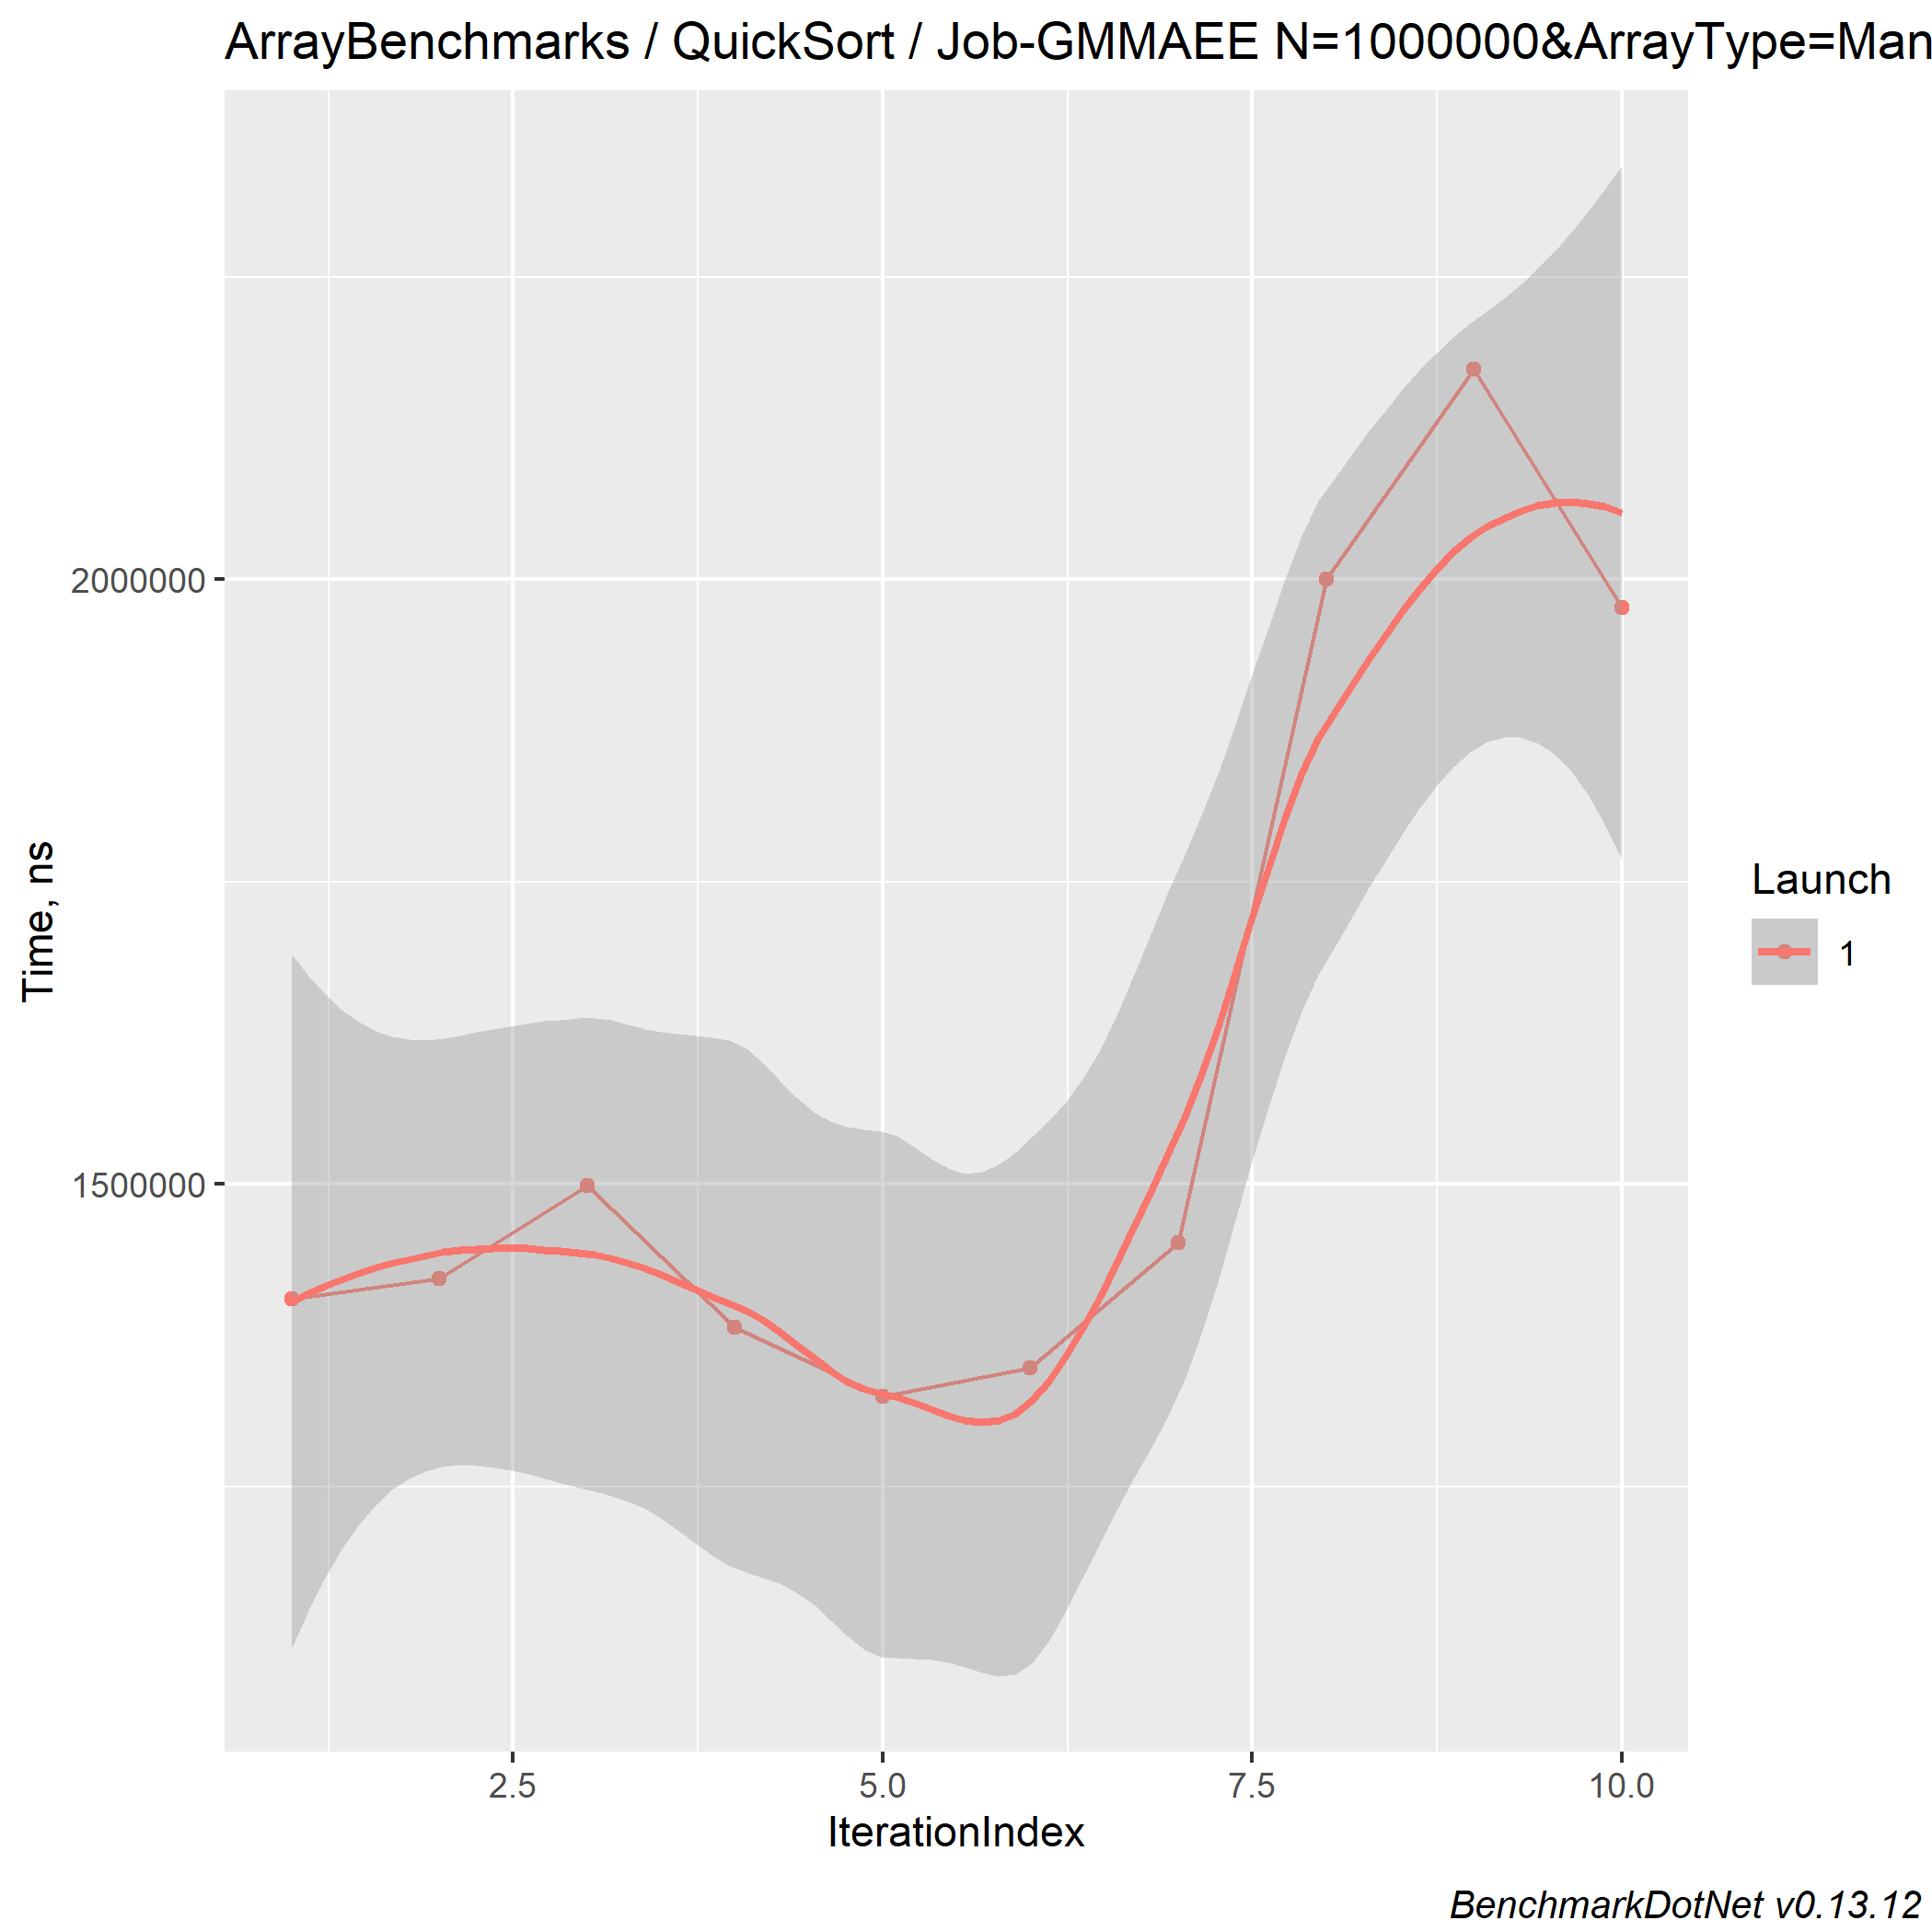 ArrayBenchmarks / QuickSort / Job-GMMAEE N=1000000&ArrayType=Man
2000000
1500000
Time, ns
2.5 5.0 7.5 10.0
IterationIndex
Launch
1
BenchmarkDotNet v0.13.12